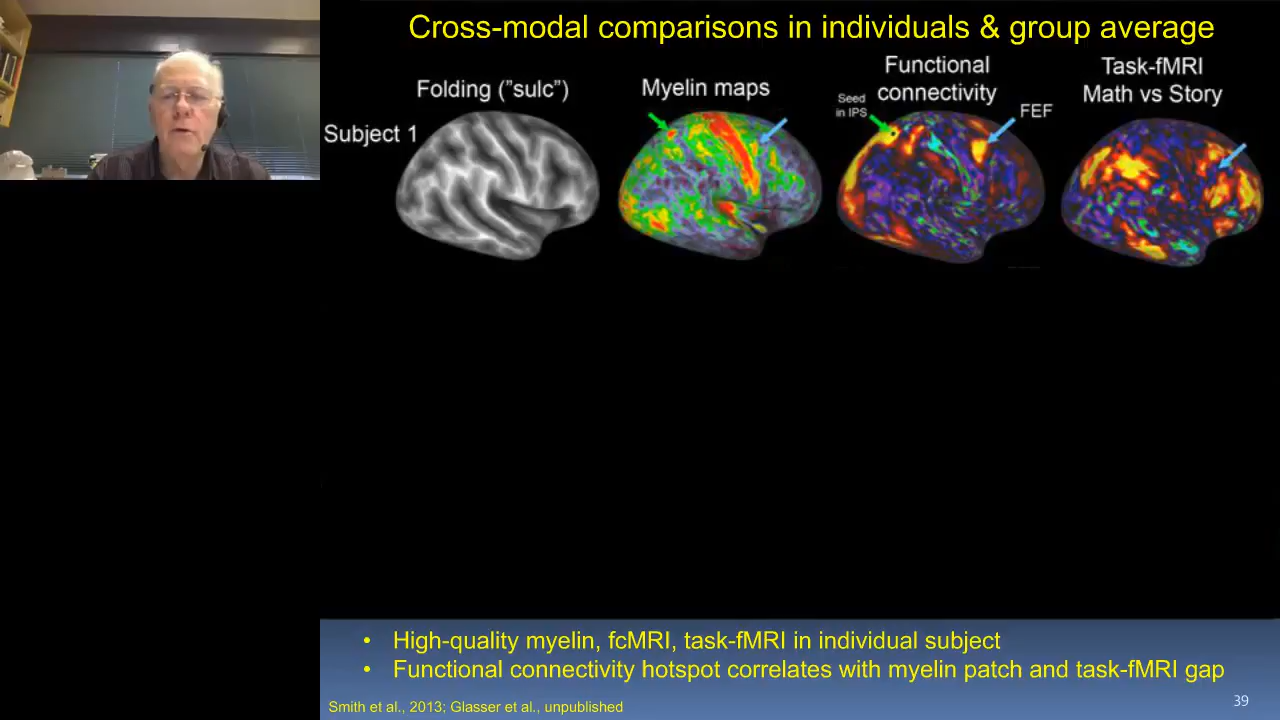 Cross-modal comparisons in individuals & group average
Folding ("sulc")
Myelin maps
Functional
connectivity
Task-fMRI
Math vs Story
Seed
in IPS
FEF
Subject 1
• High-quality myelin, fcMRI, task-fMRI in individual subject
• Functional connectivity hotspot correlates with myelin patch and task-fMRI gap
Smith et al., 2013; Glasser et al., unpublished
39